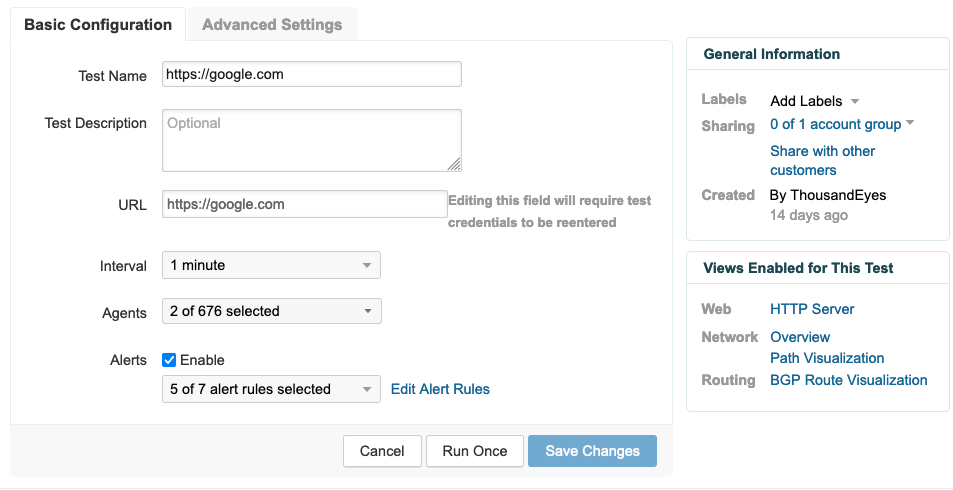 Basic Configuration
Advanced Settings
Test Name
https://google.com
Test Description
Optional
URL
https://google.com
Editing this field will require test
credentials to be reentered
Interval
1 minute
Agents
2 of 676 selected
Alerts
Enable
5 of 7 alert rules selected
Edit Alert Rules
Cancel
Run Once
Save Changes
General Information
Labels
Add Labels
Sharing
0 of 1 account group
Share with other
customers
Created
By ThousandEyes
14 days ago
Views Enabled for This Test
Web
HTTP Server
Network
Overview
Path Visualization
Routing
BGP Route Visualization